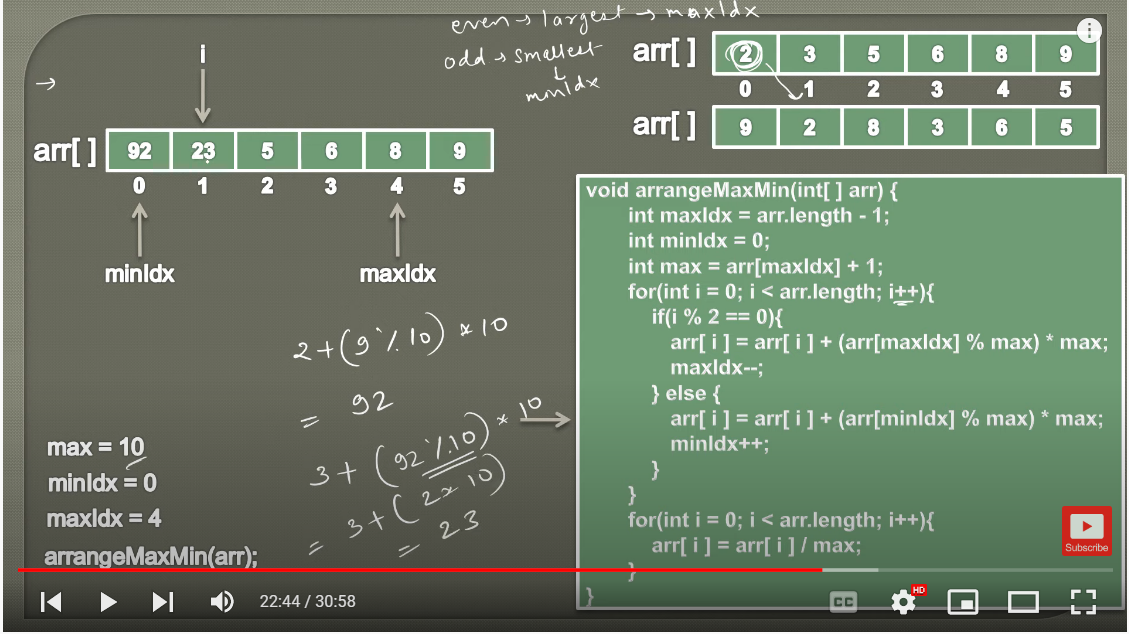 even → largest → maxIdx
odd → smallest
↓
minIdx
→
i
arr[ ] 2 3 5 6 8 9
0 1 2 3 4 5
arr[ ] 9 2 8 3 6 5
arr[ ] 92 23 5 6 8 9
0 1 2 3 4 5
minIdx maxIdx
2+(9 % 10) * 10
= 92
3 + (92 % 10) * 10
= 3 + (2 * 10)
= 23
max = 10
minIdx = 0
maxIdx = 4
arrangeMaxMin(arr);
void arrangeMaxMin(int[ ] arr) {
int maxIdx = arr.length - 1;
int minIdx = 0;
int max = arr[maxIdx] + 1;
for(int i = 0; i < arr.length; i++){
if(i % 2 == 0){
arr[ i ] = arr[ i ] + (arr[maxIdx] % max) * max;
maxIdx--;
} else {
arr[ i ] = arr[ i ] + (arr[minIdx] % max) * max;
minIdx++;
}
}
for(int i = 0; i < arr.length; i++){
arr[ i ] = arr[ i ] / max;
}
}
Subscribe
22:44 / 30:58
CC
HD